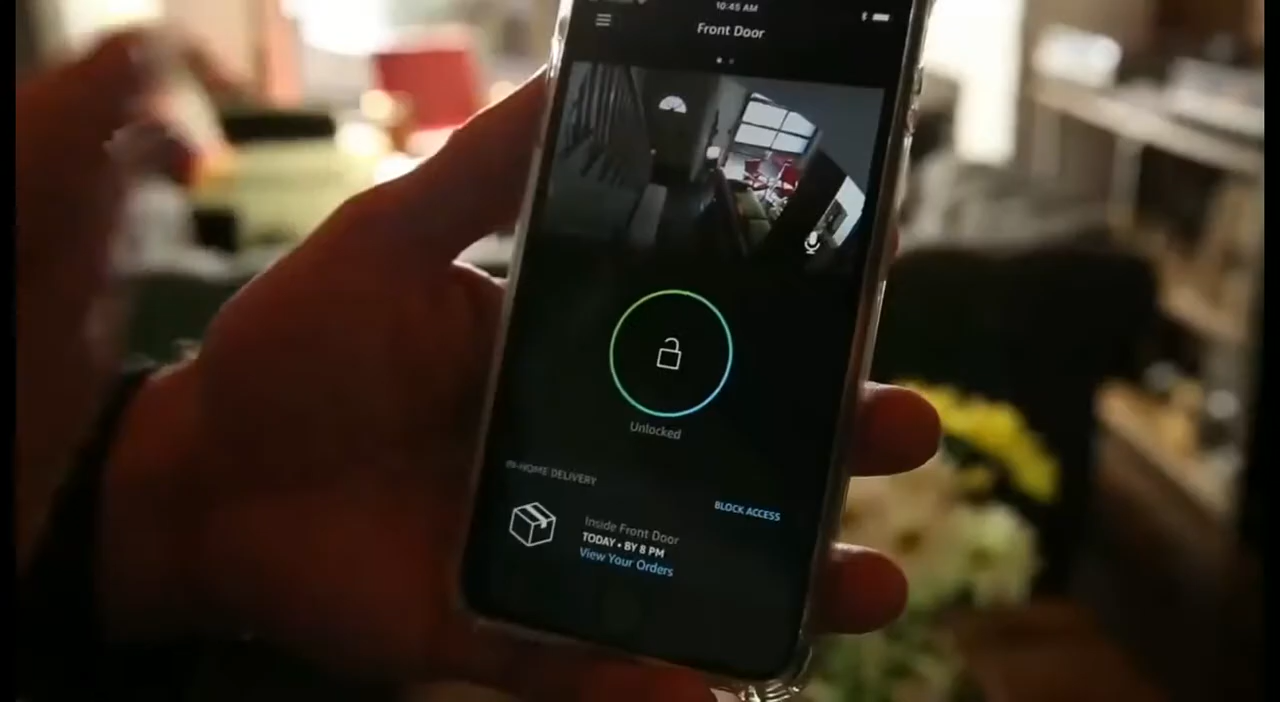 10:45 AM
Front Door
Unlocked
IN-HOME DELIVERY
BLOCK ACCESS
Inside Front Door
TODAY • BY 8 PM
View Your Orders